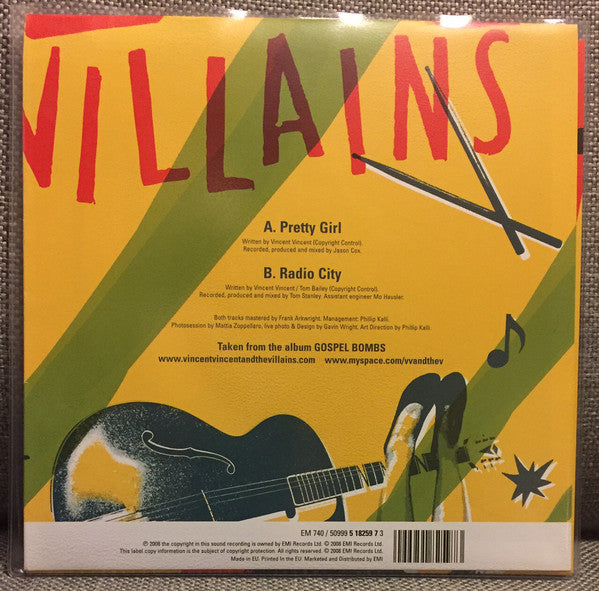 VILLAINS
A. Pretty Girl
Written by Vincent Vincent (Copyright Control).
Recorded, produced and mixed by Jason Cox.
B. Radio City
Written by Vincent Vincent / Tom Bailey (Copyright Control).
Recorded, produced and mixed by Tom Stanley. Assistant engineer Mo Hausler.
Both tracks mastered by Frank Arkwright. Management: Phillip Kalli.
Photosession by Mattia Zoppellaro, live photo & Design by Gavin Wright. Art Direction by Phillip Kalli.
Taken from the album GOSPEL BOMBS
www.vincentvincentandthevillains.com www.myspace.com/vvandthev
EM 740 / 50999 5 18259 7 3
℗ 2008 the copyright in this sound recording is owned by EMI Records Ltd. © 2008 EMI Records Ltd.
This label copy information is the subject of copyright protection. All rights reserved. © 2008 EMI Records Ltd.
Made in EU. Printed in the EU. Marketed and Distributed by EMI